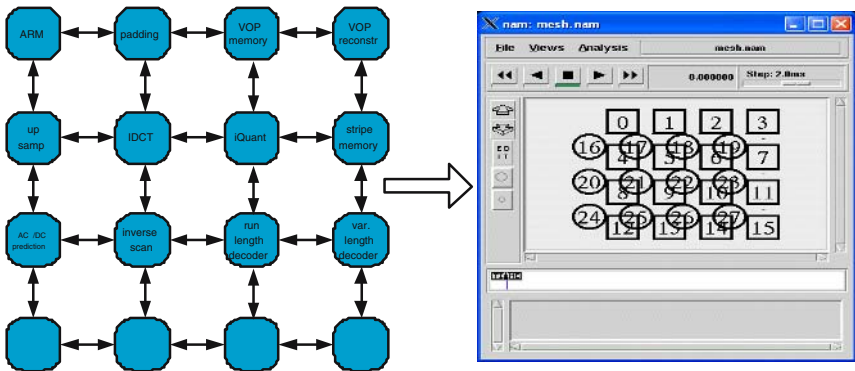 ARM
padding
VOP
memory
VOP
reconstr
up
samp
IDCT
iQuant
stripe
memory
AC /DC
prediction
inverse
scan
run
length
decoder
var.
length
decoder
nam: mesh.nam
File Views Analysis mesh.nam
0.000000 Step: 2.0ms
E D
I T
0 1 2 3
16 17 18 19
4 5 6 7
20 21 22 23
8 9 10 11
24 25 26 27
12 13 14 15
TIME